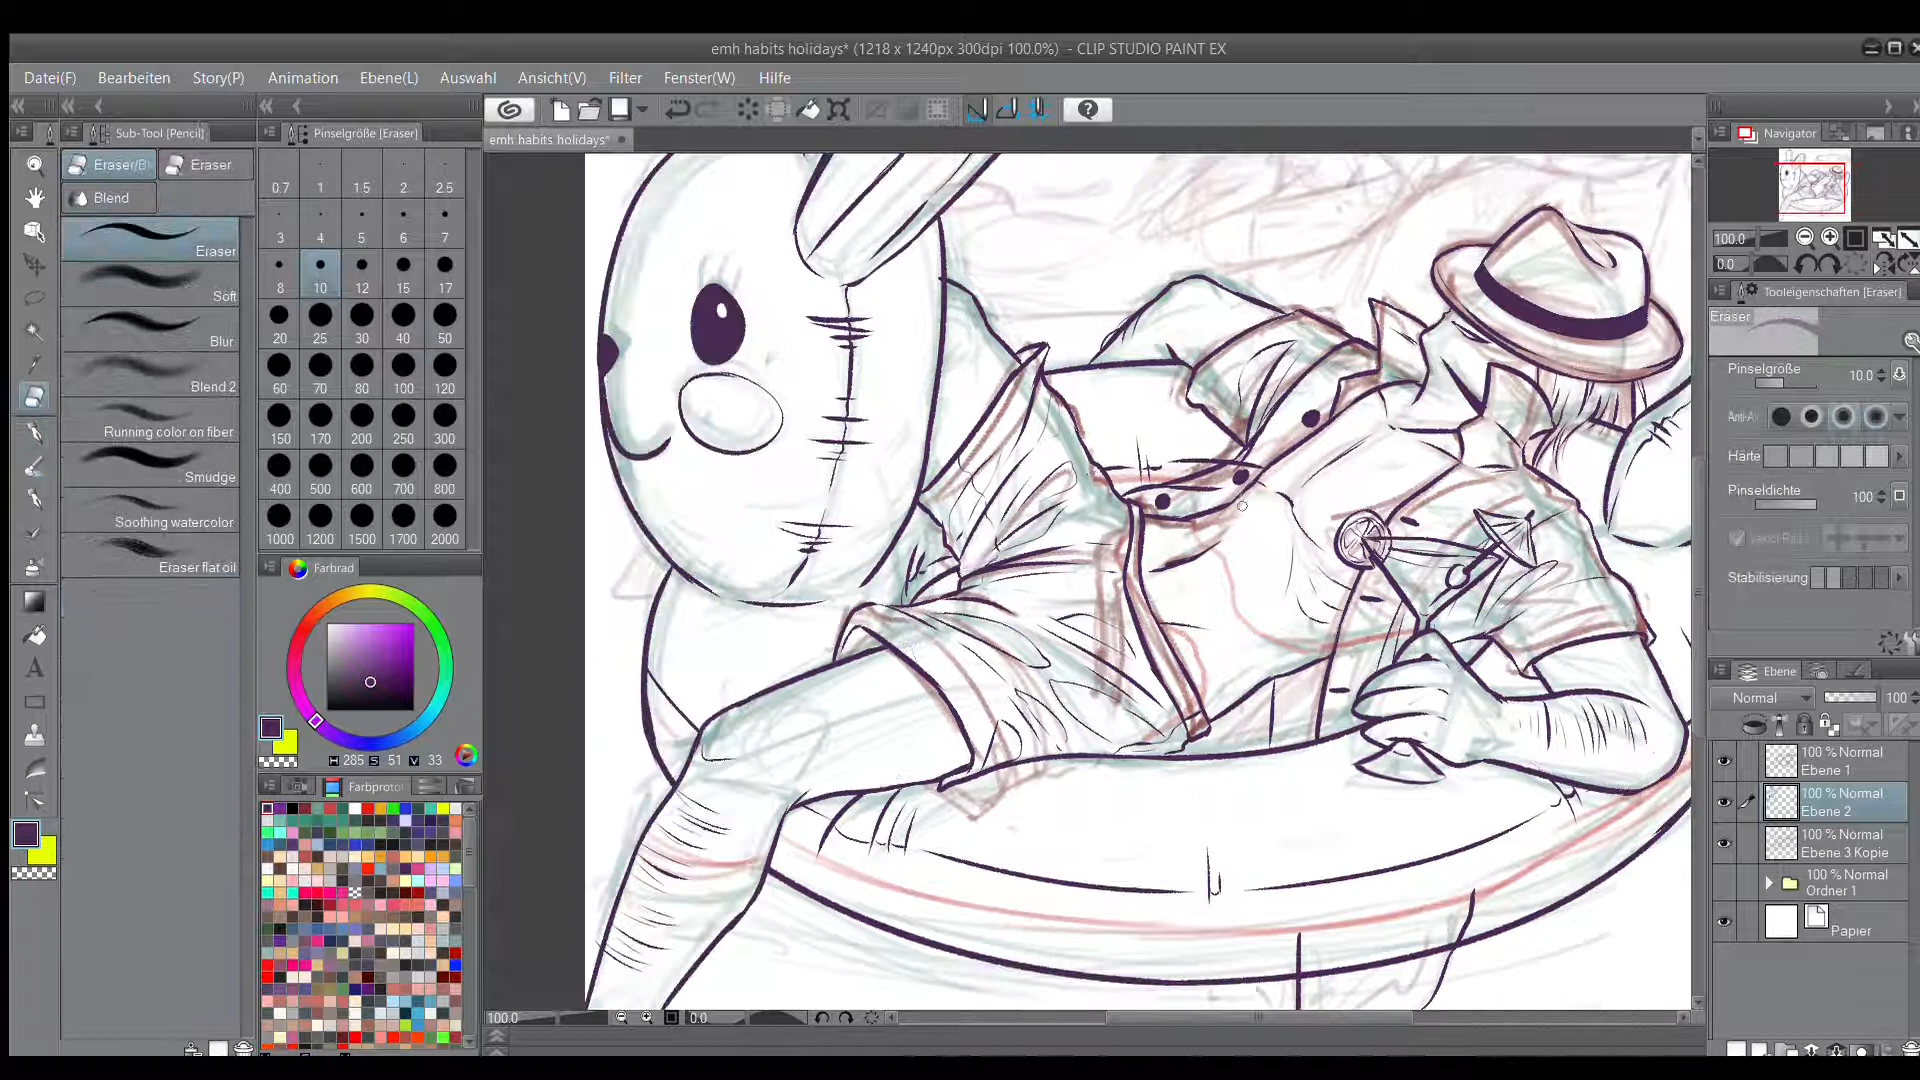 emh habits holidays* (1218 x 1240px 300dpi 100.0%)  - CLIP STUDIO PAINT EX
Datei(F) Bearbeiten Story(P) Animation Ebene(L) Auswahl Ansicht(V) Filter Fenster(W) Hilfe
Sub-Tool [Pencil]
Pinselgröße [Eraser]
emh habits holidays*
Navigator
Eraser/Bl
Eraser
Blend
Eraser
Soft
Blur
Blend 2
Running color on fiber
Smudge
Soothing watercolor
Eraser flat oil
0.7 1 1.5 2 2.5
3 4 5 6 7
8 10 12 15 17
20 25 30 40 50
60 70 80 100 120
150 170 200 250 300
400 500 600 700 800
1000 1200 1500 1700 2000
Farbrad
H 285 S 51 V 33
Farbprotol
100.0
0.0
100.0
0.0
Tooleigenschaften [Eraser]
Eraser
Pinselgröße 10.0
Anti-Al
Härte
Pinseldichte 100
Stabilisierung
Ebene
Normal 100
100 % Normal
Ebene 1
100 % Normal
Ebene 2
100 % Normal
Ebene 3 Kopie
100 % Normal
Ordner 1
Papier